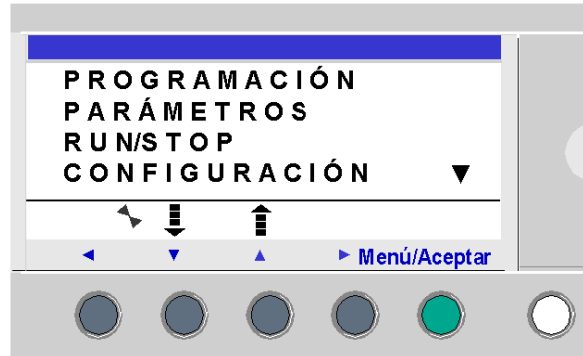 PROGRAMACIÓN
PARÁMETROS
RUN/STOP
CONFIGURACIÓN
Menú/Aceptar